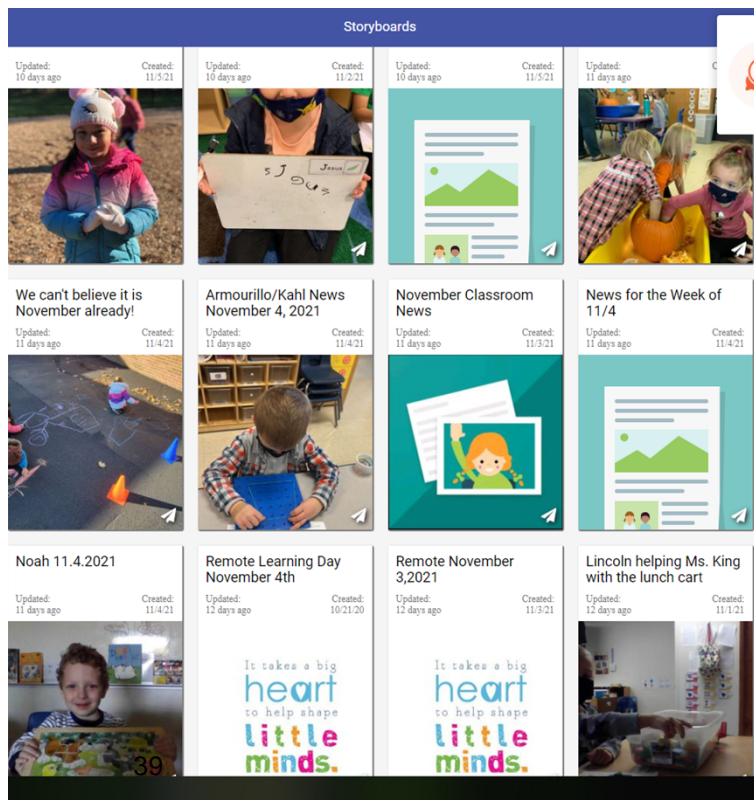 Storyboards
Updated: Created:
10 days ago 11/5/21
Updated: Created:
10 days ago 11/2/21
Updated: Created:
10 days ago 11/5/21
Updated:
11 days ago
s J o u s
Jesus
We can't believe it is
November already!
Updated: Created:
11 days ago 11/4/21
Armourillo/Kahl News
November 4, 2021
Updated: Created:
11 days ago 11/4/21
November Classroom
News
Updated: Created:
11 days ago 11/3/21
News for the Week of
11/4
Updated: Created:
11 days ago 11/4/21
Noah 11.4.2021
Updated: Created:
11 days ago 11/4/21
Remote Learning Day
November 4th
Updated: Created:
12 days ago 10/21/20
Remote November
3,2021
Updated: Created:
12 days ago 11/3/21
Lincoln helping Ms. King
with the lunch cart
Updated: Created:
12 days ago 11/1/21
It takes a big
heart
to help shape
little
minds.
It takes a big
heart
to help shape
little
minds.
39